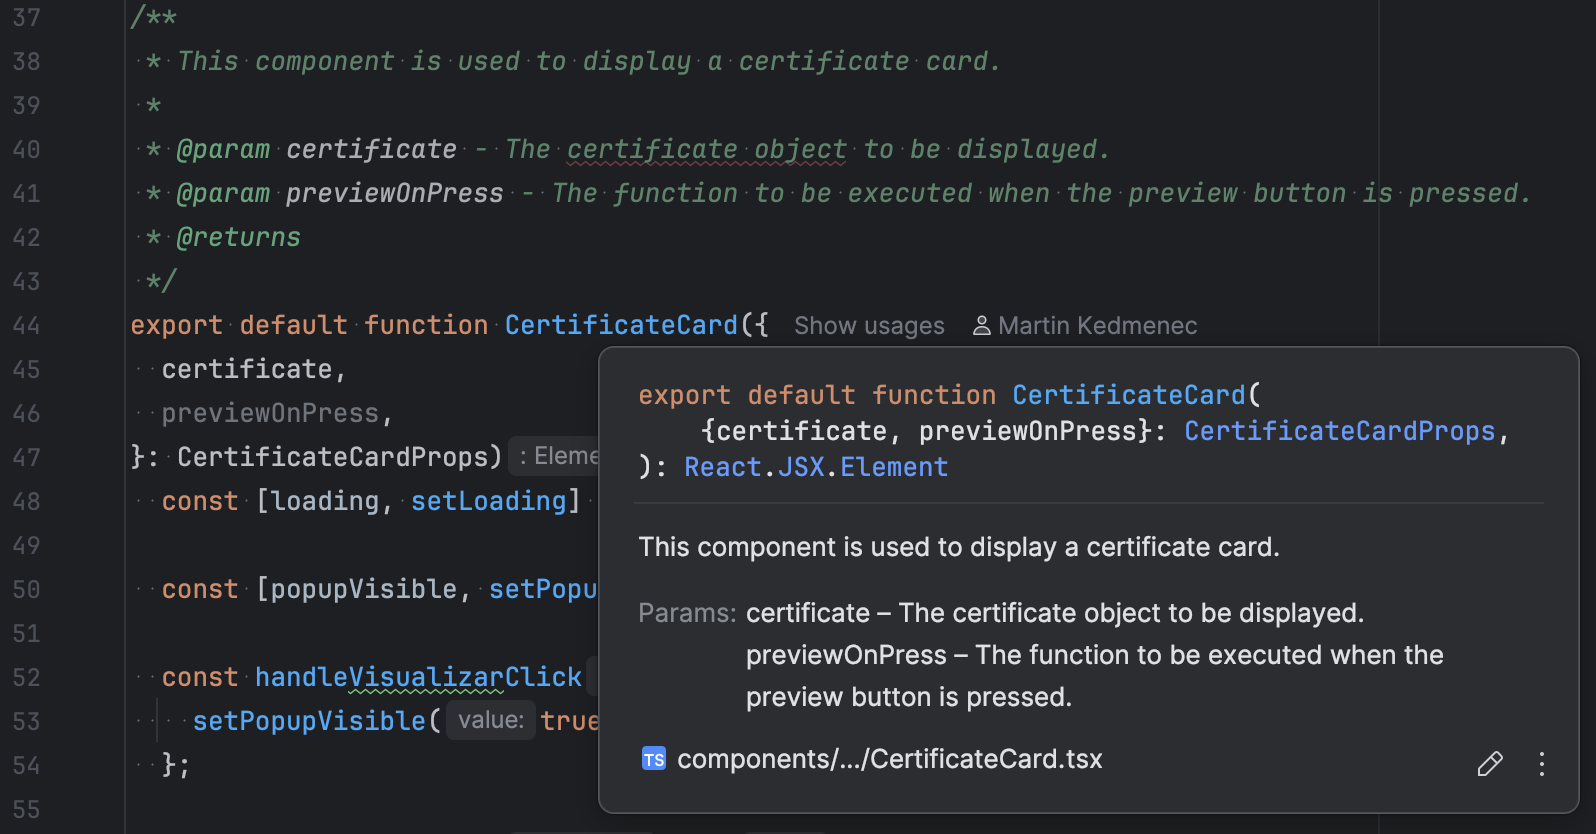 37 /**
38 * This component is used to display a certificate card.
39 *
40 * @param certificate - The certificate object to be displayed.
41 * @param previewOnPress - The function to be executed when the preview button is pressed.
42 * @returns
43 */
44 export default function CertificateCard({ Show usages Martin Kedmenec
45 certificate,
46 previewOnPress,
47 }: CertificateCardProps) : Eleme
48 const [loading, setLoading]
49
50 const [popupVisible, setPopu
51
52 const handleVisualizarClick
53 setPopupVisible( value: true
54 };
55
export default function CertificateCard(
{certificate, previewOnPress}: CertificateCardProps,
): React.JSX.Element
This component is used to display a certificate card.
Params: certificate – The certificate object to be displayed.
previewOnPress – The function to be executed when the
preview button is pressed.
TS components/.../CertificateCard.tsx